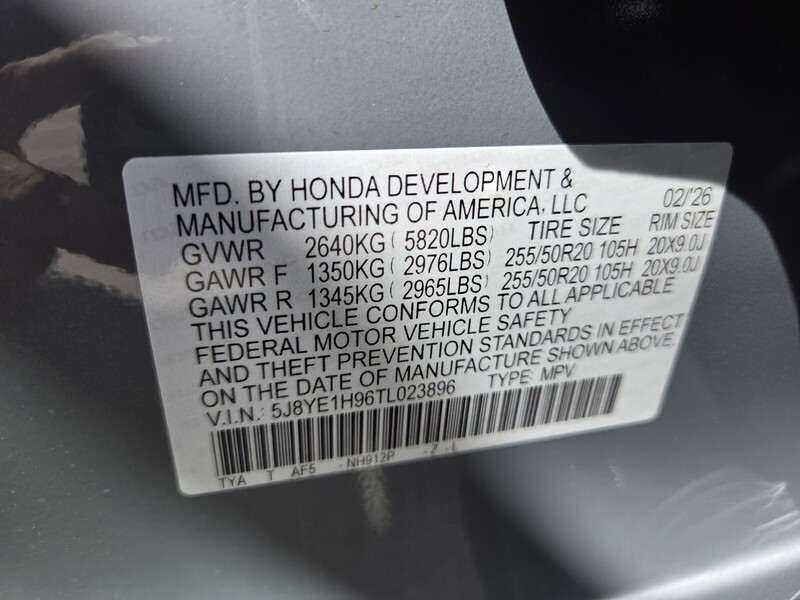 MFD. BY HONDA DEVELOPMENT &
MANUFACTURING OF AMERICA, LLC 02/'26
GVWR 2640KG ( 5820LBS) TIRE SIZE RIM SIZE
GAWR F 1350KG ( 2976LBS) 255/50R20 105H 20X9.0J
GAWR R 1345KG ( 2965LBS) 255/50R20 105H 20X9.0J
THIS VEHICLE CONFORMS TO ALL APPLICABLE
FEDERAL MOTOR VEHICLE SAFETY
AND THEFT PREVENTION STANDARDS IN EFFECT
ON THE DATE OF MANUFACTURE SHOWN ABOVE.
V.I.N.: 5J8YE1H96TL023896 TYPE: MPV
TYA T AF5 - NH912P - Z - L